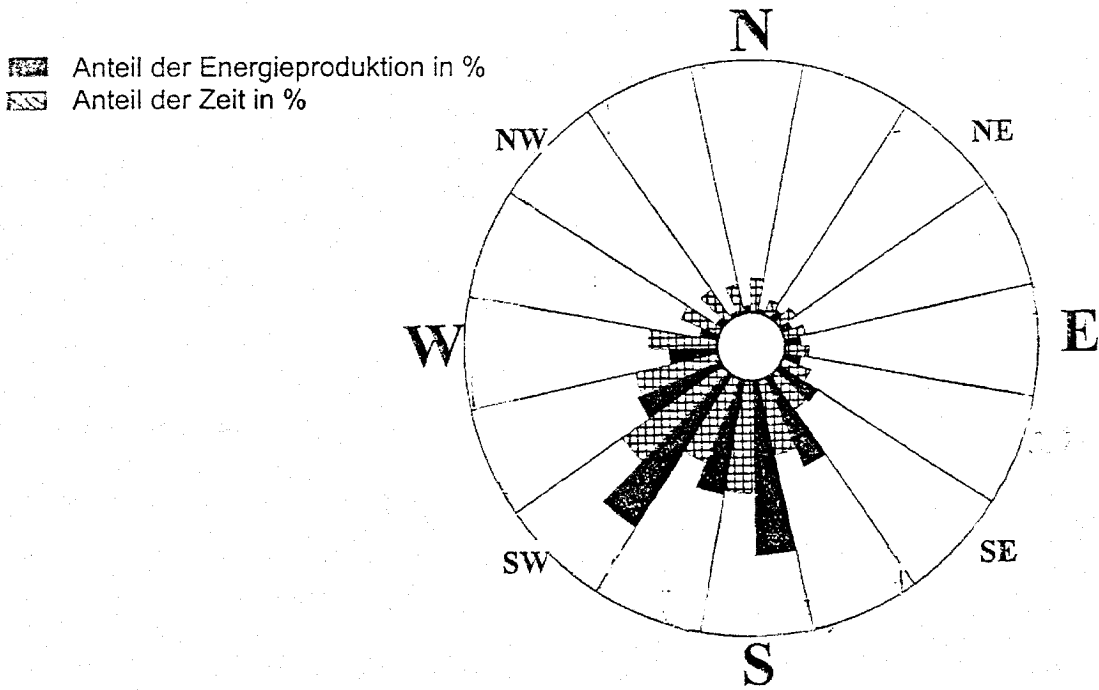 N
Anteil der Energieproduktion in %
Anteil der Zeit in %
NW
NE
W
E
SW
SE
S